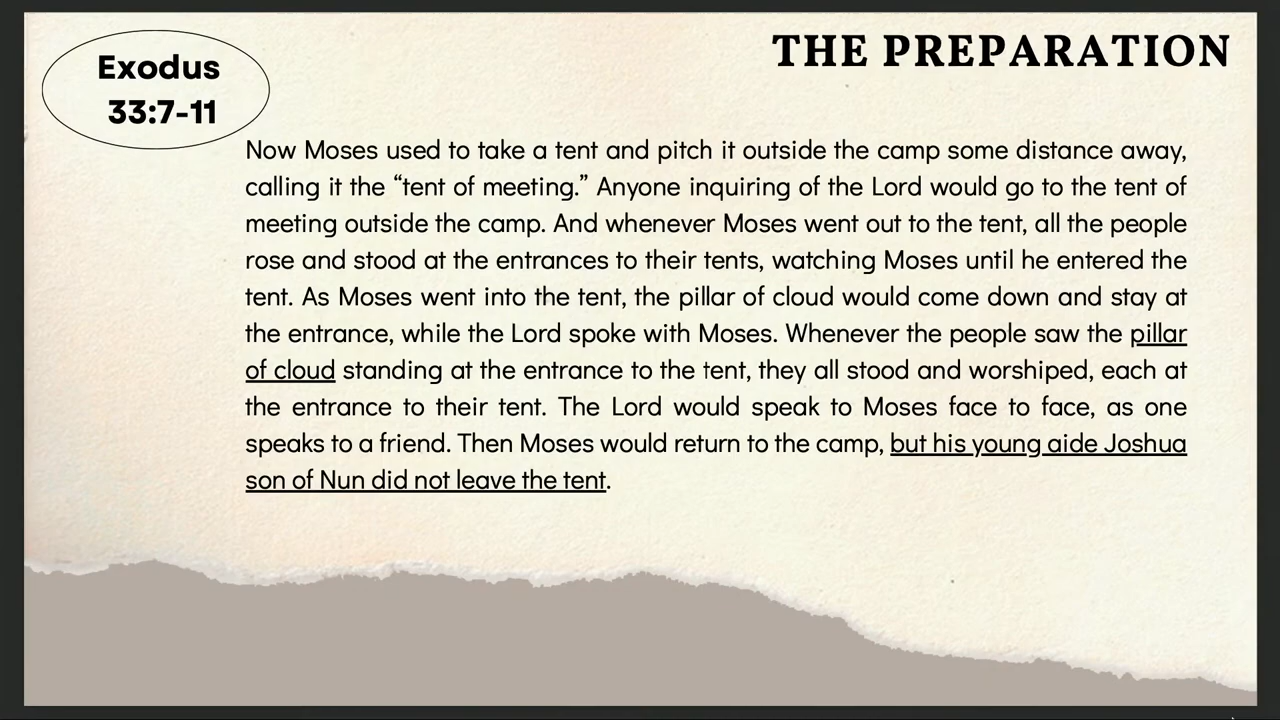 Exodus
33:7-11
THE PREPARATION
Now Moses used to take a tent and pitch it outside the camp some distance away,
calling it the “tent of meeting.” Anyone inquiring of the Lord would go to the tent of
meeting outside the camp. And whenever Moses went out to the tent, all the people
rose and stood at the entrances to their tents, watching Moses until he entered the
tent. As Moses went into the tent, the pillar of cloud would come down and stay at
the entrance, while the Lord spoke with Moses. Whenever the people saw the pillar
of cloud standing at the entrance to the tent, they all stood and worshiped, each at
the entrance to their tent. The Lord would speak to Moses face to face, as one
speaks to a friend. Then Moses would return to the camp, but his young aide Joshua
son of Nun did not leave the tent.